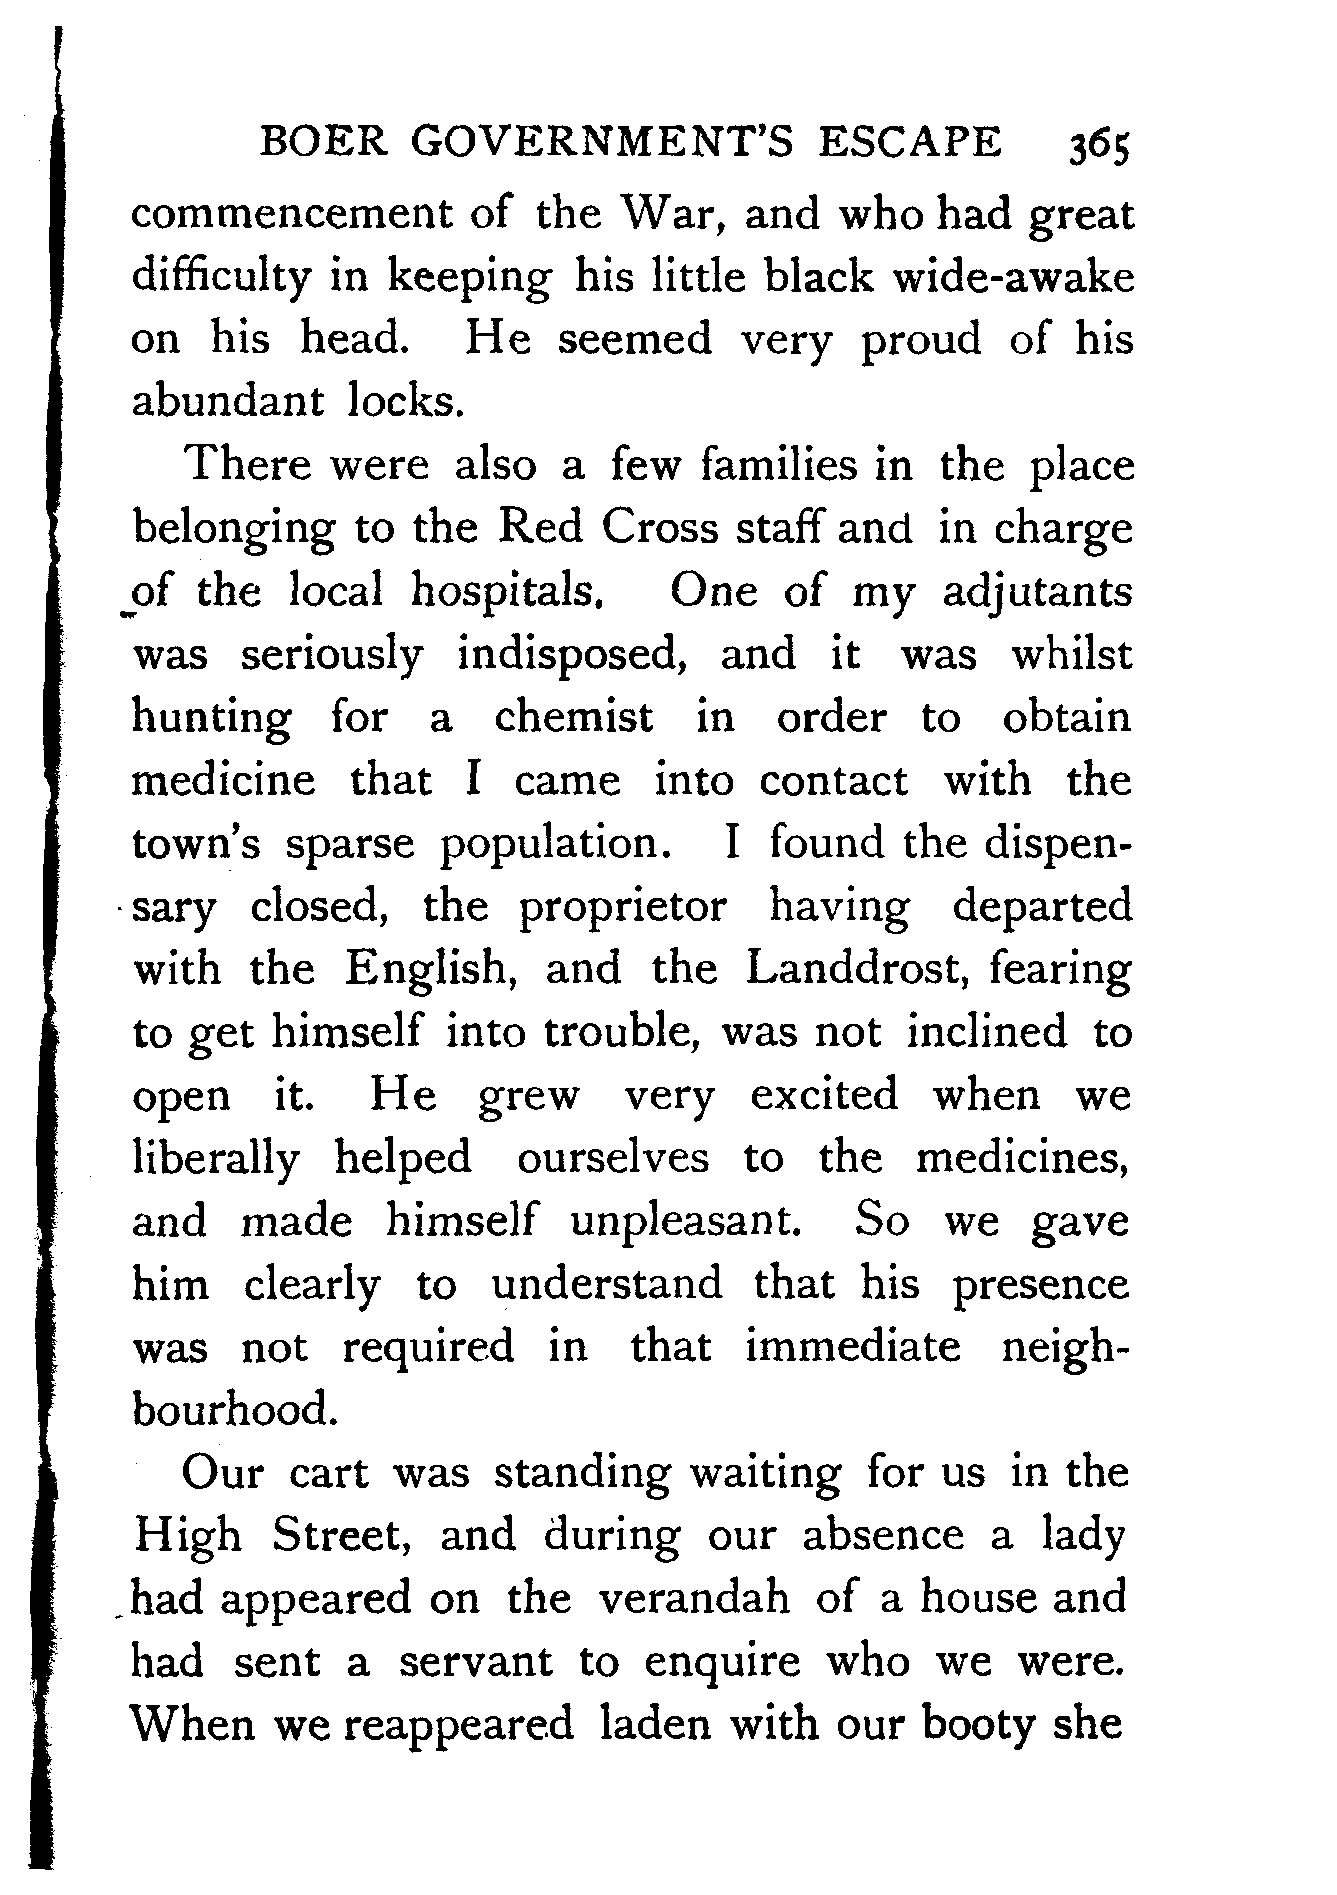 BOER GOVERNMENT'S ESCAPE 365
commencement of the War, and who had great
difficulty in keeping his little black wide-awake
on his head. He seemed very proud of his
abundant locks.
There were also a few families in the place
belonging to the Red Cross staff and in charge
of the local hospitals. One of my adjutants
was seriously indisposed, and it was whilst
hunting for a chemist in order to obtain
medicine that I came into contact with the
town's sparse population. I found the dispen-
sary closed, the proprietor having departed
with the English, and the Landdrost, fearing
to get himself into trouble, was not inclined to
open it. He grew very excited when we
liberally helped ourselves to the medicines,
and made himself unpleasant. So we gave
him clearly to understand that his presence
was not required in that immediate neigh-
bourhood.
Our cart was standing waiting for us in the
High Street, and during our absence a lady
had appeared on the verandah of a house and
had sent a servant to enquire who we were.
When we reappeared laden with our booty she